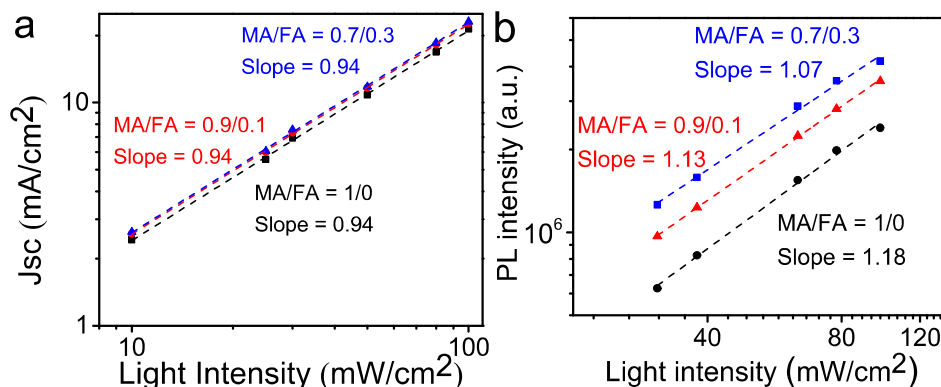 a
MA/FA = 0.7/0.3
Slope = 0.94
MA/FA = 0.9/0.1
Slope = 0.94
MA/FA = 1/0
Slope = 0.94
10
1
10
100
Jsc (mA/cm²)
Light Intensity (mW/cm²)
b
MA/FA = 0.7/0.3
Slope = 1.07
MA/FA = 0.9/0.1
Slope = 1.13
MA/FA = 1/0
Slope = 1.18
10⁶
40
80
120
PL intensity (a.u.)
Light intensity (mW/cm²)